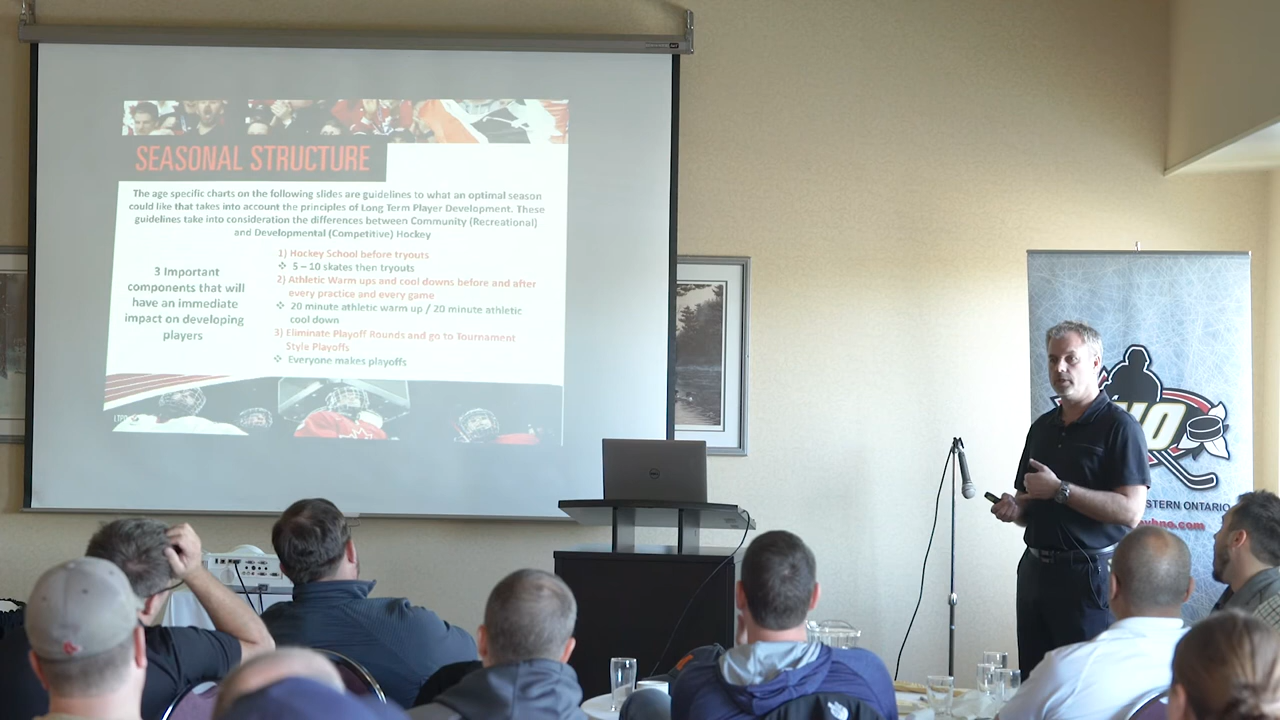 SEASONAL STRUCTURE
The age specific charts on the following slides are guidelines to what an optimal season
could like that takes into account the principles of Long Term Player Development. These
guidelines take into consideration the differences between Community (Recreational)
and Developmental (Competitive) Hockey
3 Important
components that will
have an immediate
impact on developing
players
1) Hockey School before tryouts
❖ 5 – 10 skates then tryouts
2) Athletic Warm ups and cool downs before and after
every practice and every game
❖ 20 minute athletic warm up / 20 minute athletic
cool down
3) Eliminate Playoff Rounds and go to Tournament
Style Playoffs
❖ Everyone makes playoffs
LTPD
DELL
STERN ONTARIO